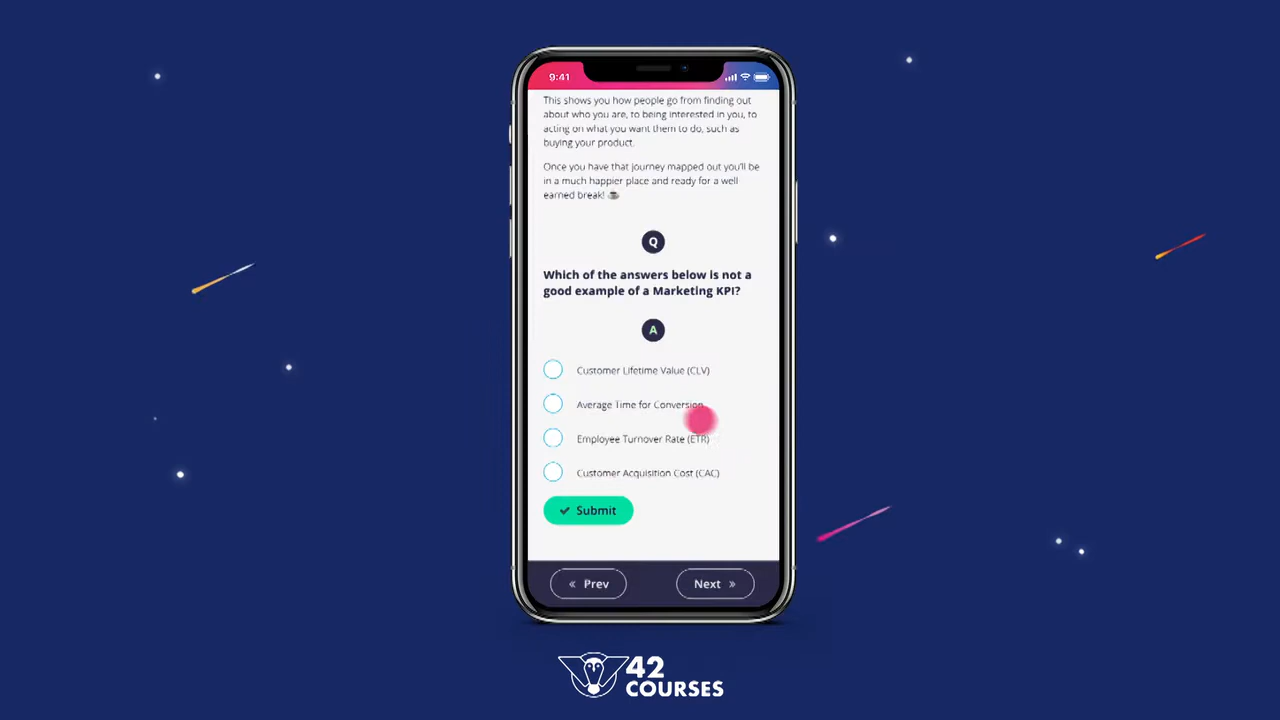 9:41
This shows you how people go from finding out
about who you are, to being interested in you, to
acting on what you want them to do, such as
buying your product.
Once you have that journey mapped out you'll be
in a much happier place and ready for a well
earned break!
Q
Which of the answers below is not a
good example of a Marketing KPI?
A
Customer Lifetime Value (CLV)
Average Time for Conversion
Employee Turnover Rate (ETR)
Customer Acquisition Cost (CAC)
Submit
« Prev
Next »
42
COURSES